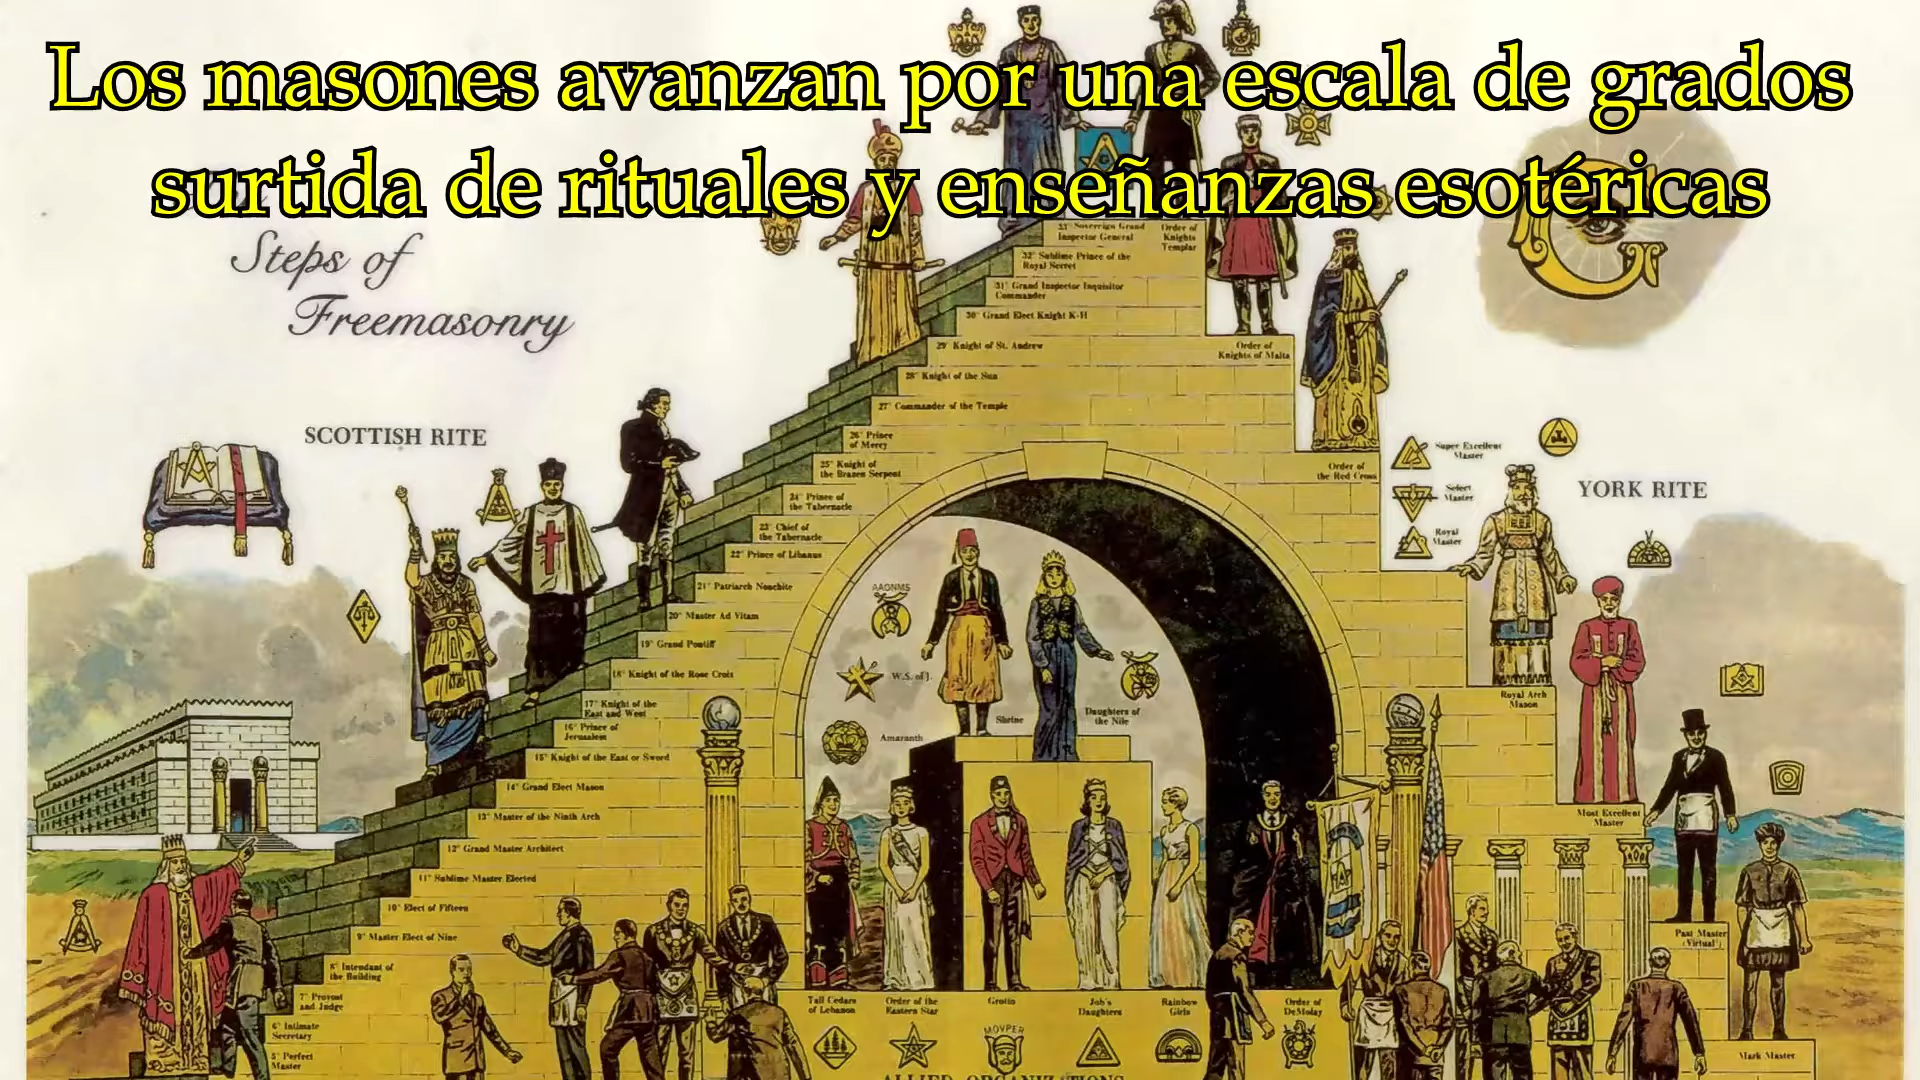 Los masones avanzan por una escala de grados
surtida de rituales y enseñanzas esotéricas
Steps of
Freemasonry
SCOTTISH RITE
YORK RITE
33° Sovereign Grand
Inspector General
Order of
Knights
Templar
32° Sublime Prince of the
Royal Secret
31° Grand Inspector Inquisitor
Commander
30° Grand Elect Knight K-H
29° Knight of St. Andrew
28° Knight of the Sun
27° Commander of the Temple
26° Prince
of Mercy
25° Knight of
the Brazen Serpent
24° Prince of
the Tabernacle
23° Chief of
the Tabernacle
22° Prince of Libanus
21° Patriarch Noachite
20° Master Ad Vitam
19° Grand Pontiff
18° Knight of the Rose Croix
17° Knight of the
East and West
16° Prince of
Jerusalem
15° Knight of the East or Sword
14° Grand Elect Mason
13° Master of the Ninth Arch
12° Grand Master Architect
11° Sublime Master Elected
10° Elect of Fifteen
9° Master Elect of Nine
8° Intendant of
the Building
7° Provost
and Judge
6° Intimate
Secretary
5° Perfect
Master
Order of
Knights of Malta
Order of
the Red Cross
Super Excellent
Master
Select
Master
Royal
Master
Royal Arch
Mason
Most Excellent
Master
Past Master
(Virtual)
Mark Master
AAONMS
W.S. of J.
Amaranth
Shrine
Daughters of
the Nile
Tall Cedars
of Lebanon
Order of the
Eastern Star
Grotto
Job's
Daughters
Rainbow
Girls
Order of
DeMolay
MOVPER
ALLIED ORGANIZATIONS
G